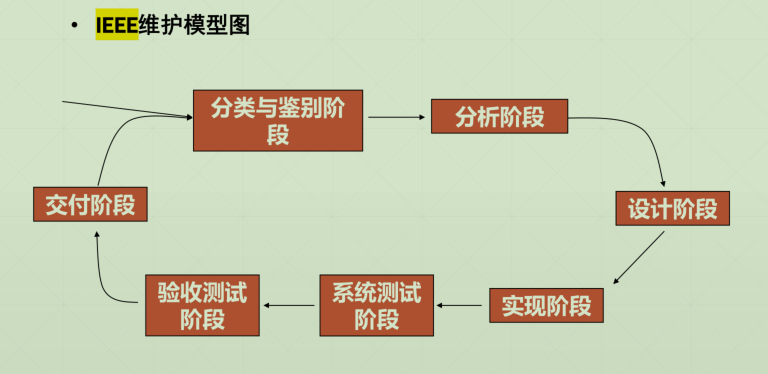 • IEEE维护模型图
分类与鉴别阶
段
分析阶段
设计阶段
实现阶段
系统测试
阶段
验收测试
阶段
交付阶段